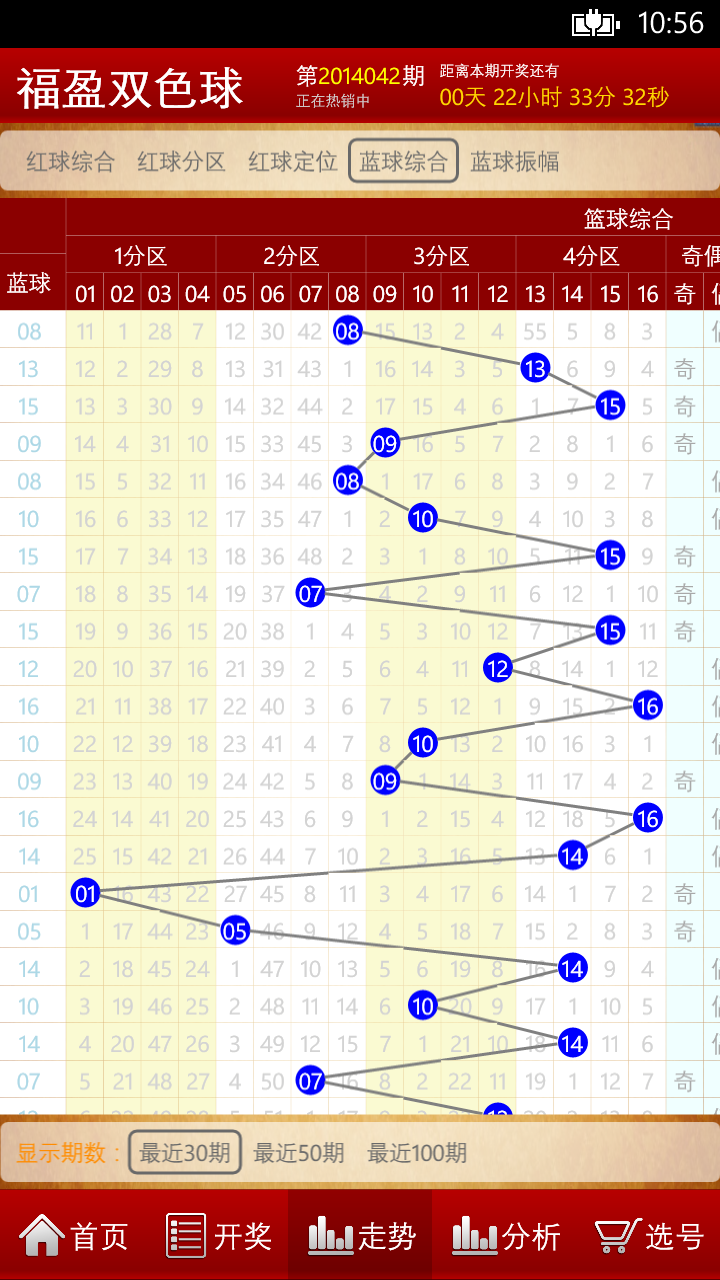 10:56
福盈双色球 第2014042期 距离本期开奖还有
正在热销中 00天 22小时 33分 32秒
红球综合 红球分区 红球定位 蓝球综合 蓝球振幅
篮球综合
1分区 2分区 3分区 4分区
蓝球 01 02 03 04 05 06 07 08 09 10 11 12 13 14 15 16 奇
08 11 1 28 7 12 30 42 08 15 13 2 4 55 5 8 3
13 12 2 29 8 13 31 43 1 16 14 3 5 13 6 9 4 奇
15 13 3 30 9 14 32 44 2 17 15 4 6 1 7 15 5 奇
09 14 4 31 10 15 33 45 3 09 16 5 7 2 8 1 6 奇
08 15 5 32 11 16 34 46 08 1 17 6 8 3 9 2 7
10 16 6 33 12 17 35 47 1 2 10 7 9 4 10 3 8
15 17 7 34 13 18 36 48 2 3 1 8 10 5 11 15 9 奇
07 18 8 35 14 19 37 07 3 4 2 9 11 6 12 1 10 奇
15 19 9 36 15 20 38 1 4 5 3 10 12 7 13 15 11 奇
12 20 10 37 16 21 39 2 5 6 4 11 12 8 14 1 12
16 21 11 38 17 22 40 3 6 7 5 12 1 9 15 2 16
10 22 12 39 18 23 41 4 7 8 10 13 2 10 16 3 1
09 23 13 40 19 24 42 5 8 09 1 14 3 11 17 4 2 奇
16 24 14 41 20 25 43 6 9 1 2 15 4 12 18 5 16
14 25 15 42 21 26 44 7 10 2 3 16 5 13 14 6 1
01 01 16 43 22 27 45 8 11 3 4 17 6 14 1 7 2 奇
05 1 17 44 23 05 46 9 12 4 5 18 7 15 2 8 3 奇
14 2 18 45 24 1 47 10 13 5 6 19 8 16 14 9 4
10 3 19 46 25 2 48 11 14 6 10 20 9 17 1 10 5
14 4 20 47 26 3 49 12 15 7 1 21 10 18 14 11 6
07 5 21 48 27 4 50 07 16 8 2 22 11 19 1 12 7 奇
显示期数： 最近30期 最近50期 最近100期
首页 开奖 走势 分析 选号